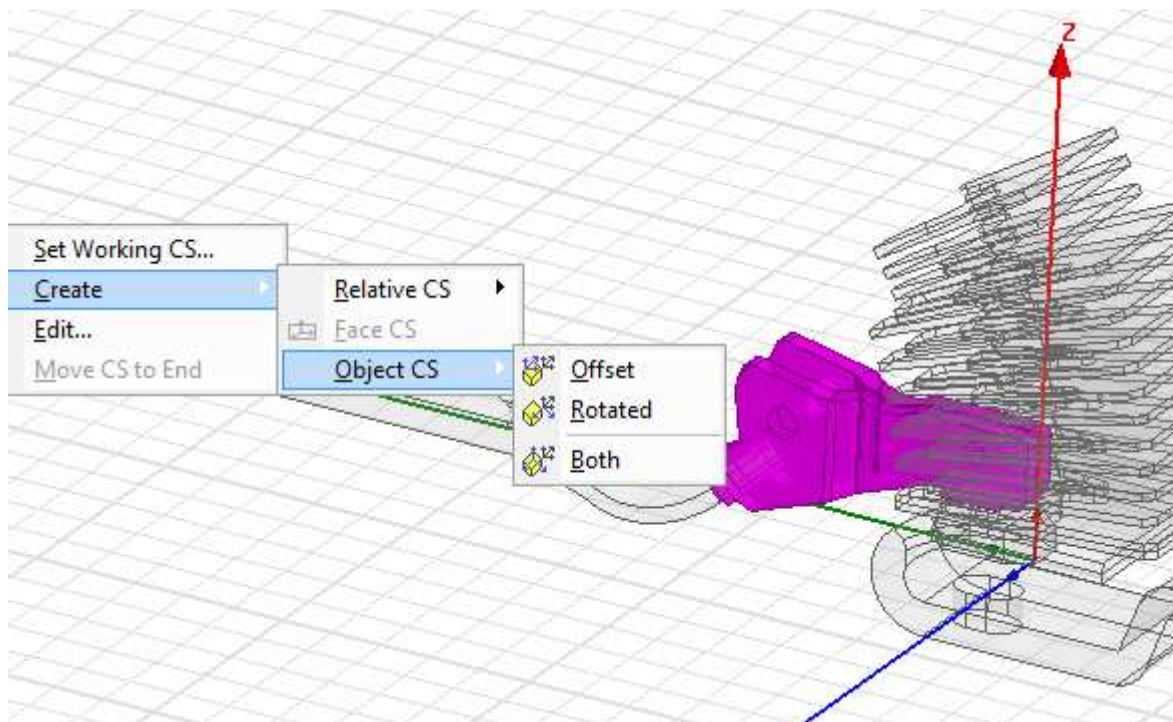 Z
Set Working CS...
Create
Edit...
Move CS to End
Relative CS
Face CS
Object CS
Offset
Rotated
Both